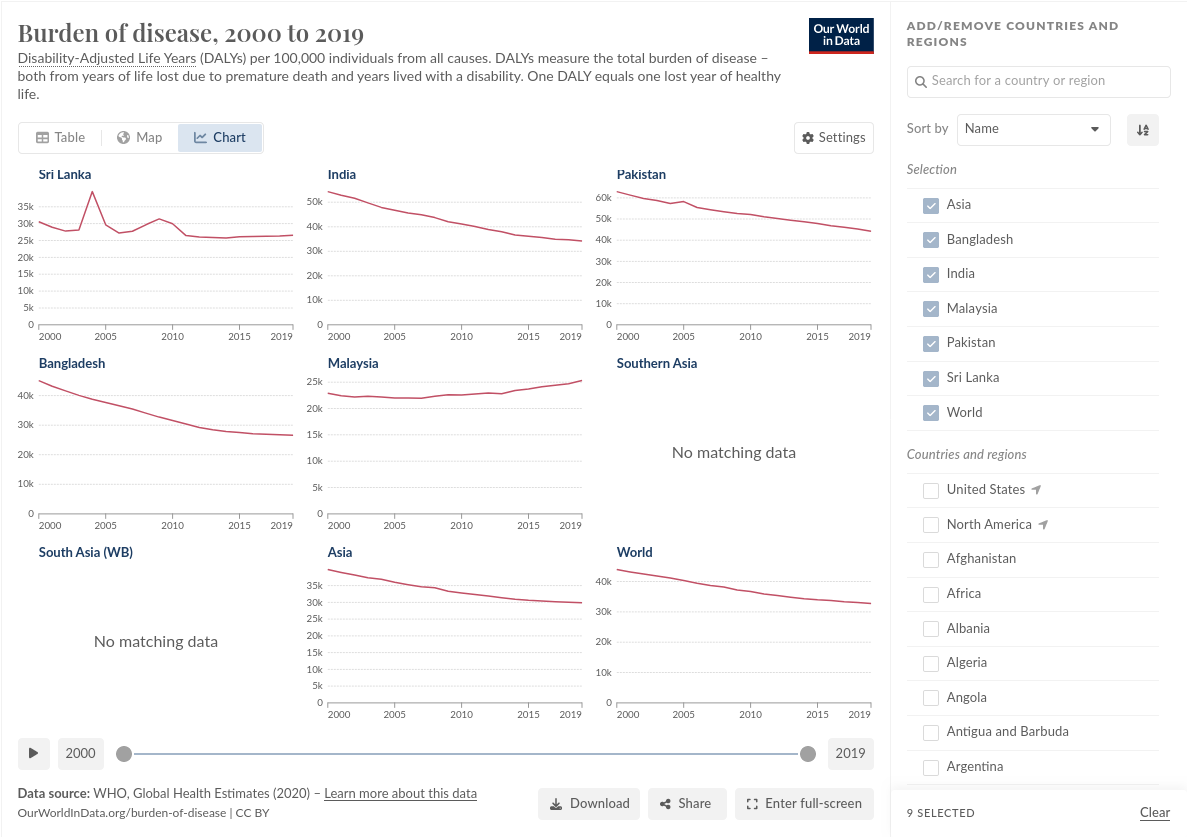 Burden of disease, 2000 to 2019
Our World
in Data
Disability-Adjusted Life Years (DALYs) per 100,000 individuals from all causes. DALYs measure the total burden of disease –
both from years of life lost due to premature death and years lived with a disability. One DALY equals one lost year of healthy
life.
Table
Map
Chart
Settings
Sri Lanka
35k
30k
25k
20k
15k
10k
5k
0
2000 2005 2010 2015 2019
India
50k
40k
30k
20k
10k
0
2000 2005 2010 2015 2019
Pakistan
60k
50k
40k
30k
20k
10k
0
2000 2005 2010 2015 2019
Bangladesh
40k
30k
20k
10k
0
2000 2005 2010 2015 2019
Malaysia
25k
20k
15k
10k
5k
0
2000 2005 2010 2015 2019
Southern Asia
No matching data
South Asia (WB)
No matching data
Asia
35k
30k
25k
20k
15k
10k
5k
0
2000 2005 2010 2015 2019
World
40k
30k
20k
10k
0
2000 2005 2010 2015 2019
2000
2019
Data source: WHO, Global Health Estimates (2020) – Learn more about this data
OurWorldInData.org/burden-of-disease | CC BY
Download
Share
Enter full-screen
ADD/REMOVE COUNTRIES AND
REGIONS
Search for a country or region
Sort by
Name
Selection
Asia
Bangladesh
India
Malaysia
Pakistan
Sri Lanka
World
Countries and regions
United States
North America
Afghanistan
Africa
Albania
Algeria
Angola
Antigua and Barbuda
Argentina
9 SELECTED
Clear